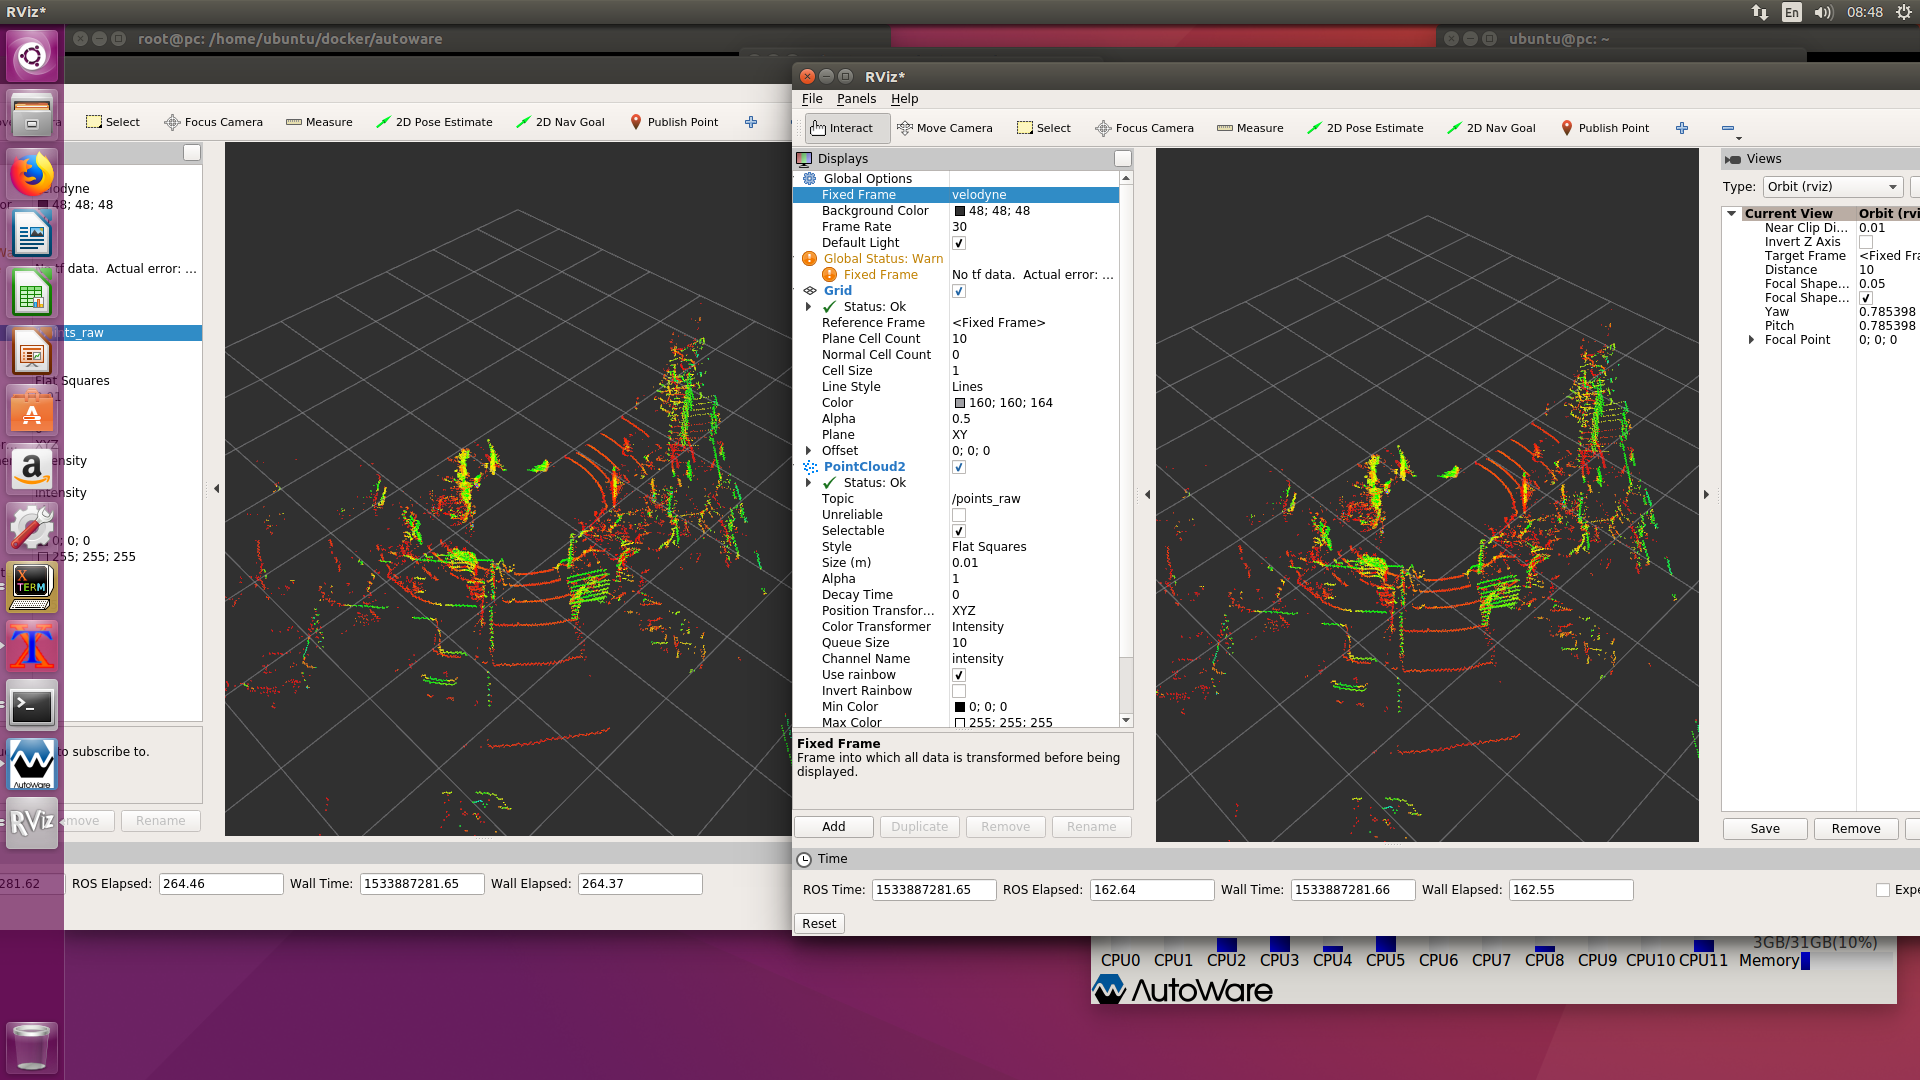 RViz*
En
08:48
root@pc: /home/ubuntu/docker/autoware
ubuntu@pc: ~
Select
Focus Camera
Measure
2D Pose Estimate
2D Nav Goal
Publish Point
48; 48; 48
No tf data.  Actual error: ...
Flat Squares
255; 255; 255
0; 0; 0
to subscribe to.
Rename
281.62
ROS Elapsed:
264.46
Wall Time:
1533887281.65
Wall Elapsed:
264.37
RViz*
File
Panels
Help
Interact
Move Camera
Select
Focus Camera
Measure
2D Pose Estimate
2D Nav Goal
Publish Point
Displays
Global Options
Fixed Frame velodyne
Background Color 48; 48; 48
Frame Rate 30
Default Light
Global Status: Warn
Fixed Frame No tf data.  Actual error: ...
Grid
Status: Ok
Reference Frame <Fixed Frame>
Plane Cell Count 10
Normal Cell Count 0
Cell Size 1
Line Style Lines
Color 160; 160; 164
Alpha 0.5
Plane XY
Offset 0; 0; 0
PointCloud2
Status: Ok
Topic /points_raw
Unreliable
Selectable
Style Flat Squares
Size (m) 0.01
Alpha 1
Decay Time 0
Position Transfor... XYZ
Color Transformer Intensity
Queue Size 10
Channel Name intensity
Use rainbow
Invert Rainbow
Min Color 0; 0; 0
Max Color 255; 255; 255
Fixed Frame
Frame into which all data is transformed before being
displayed.
Add
Duplicate
Remove
Rename
Views
Type: Orbit (rviz)
Current View Orbit (rvi
Near Clip Di... 0.01
Invert Z Axis
Target Frame <Fixed Fra
Distance 10
Focal Shape... 0.05
Focal Shape...
Yaw 0.785398
Pitch 0.785398
Focal Point 0; 0; 0
Save
Remove
Time
ROS Time: 1533887281.65
ROS Elapsed: 162.64
Wall Time: 1533887281.66
Wall Elapsed: 162.55
Expe
Reset
3GB/31GB(10%)
CPU0 CPU1 CPU2 CPU3 CPU4 CPU5 CPU6 CPU7 CPU8 CPU9 CPU10 CPU11 Memory
AutoWare
X
TERM
AUTOWARE
RViz